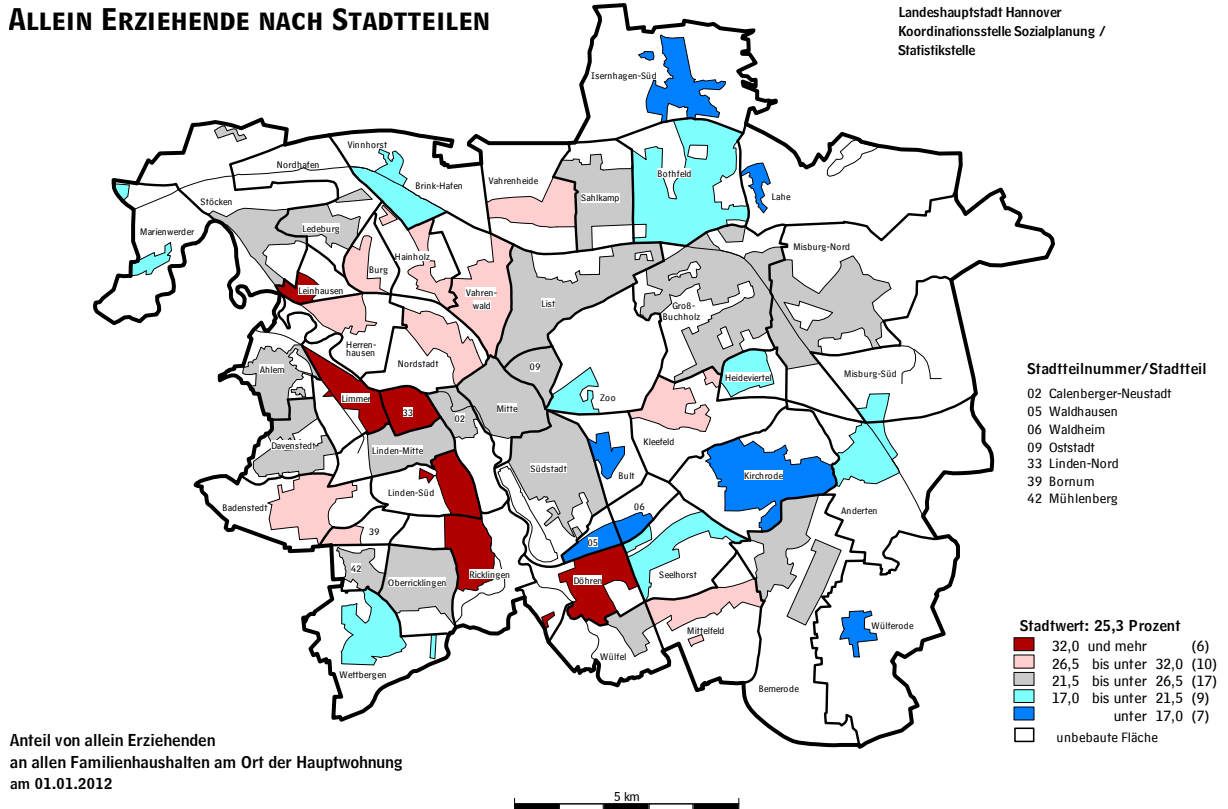 ALLEIN ERZIEHENDE NACH STADTTEILEN
Landeshauptstadt Hannover
Koordinationsstelle Sozialplanung /
Statistikstelle
Isernhagen-Süd
Vinnhorst
Nordhafen
Brink-Hafen
Vahrenheide
Sahlkamp
Bothfeld
Lahe
Stöcken
Marienwerder
Ledeburg
Hainholz
Burg
Misburg-Nord
Leinhausen
Vahren-
wald
List
Groß-
Buchholz
Herren-
hausen
Nordstadt
Ahlem
09
Heideviertel
Misburg-Süd
Limmer
33
02
Mitte
Zoo
Kleefeld
Davenstedt
Linden-Mitte
Südstadt
Bult
Kirchrode
Linden-Süd
Badenstedt
39
06
05
Anderten
42
Oberricklingen
Ricklingen
Döhren
Seelhorst
Mittelfeld
Wülferode
Wülfel
Wettbergen
Bemerode
Stadtteilnummer/Stadtteil
02 Calenberger-Neustadt
05 Waldhausen
06 Waldheim
09 Oststadt
33 Linden-Nord
39 Bornum
42 Mühlenberg
Stadtwert: 25,3 Prozent
32,0 und mehr (6)
26,5 bis unter 32,0 (10)
21,5 bis unter 26,5 (17)
17,0 bis unter 21,5 (9)
unter 17,0 (7)
unbebaute Fläche
Anteil von allein Erziehenden
an allen Familienhaushalten am Ort der Hauptwohnung
am 01.01.2012
5 km